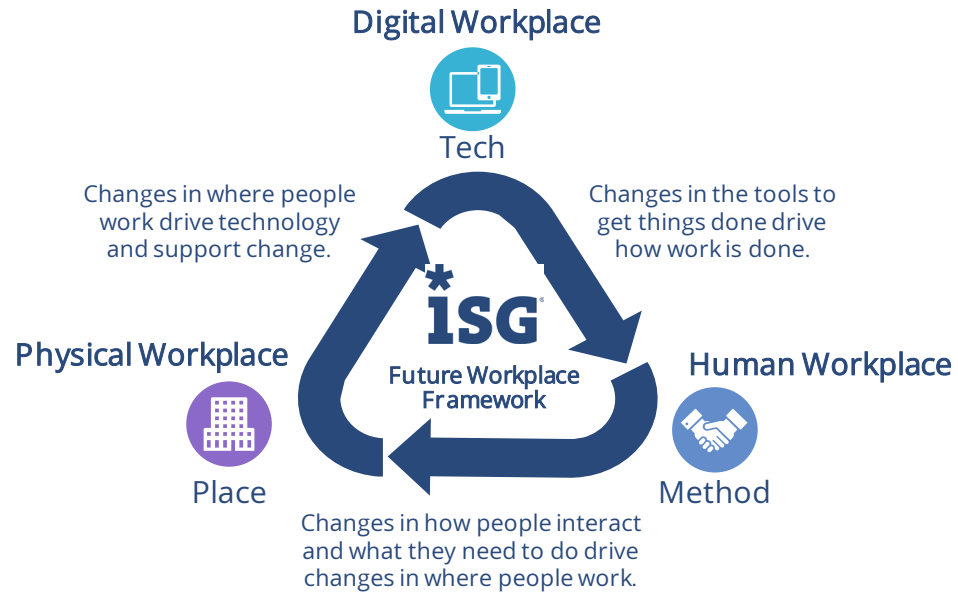 Digital Workplace
Tech
Changes in where people
work drive technology
and support change.
Changes in the tools to
get things done drive
how work is done.
iSG®
Future Workplace
Framework
Physical Workplace
Place
Human Workplace
Method
Changes in how people interact
and what they need to do drive
changes in where people work.